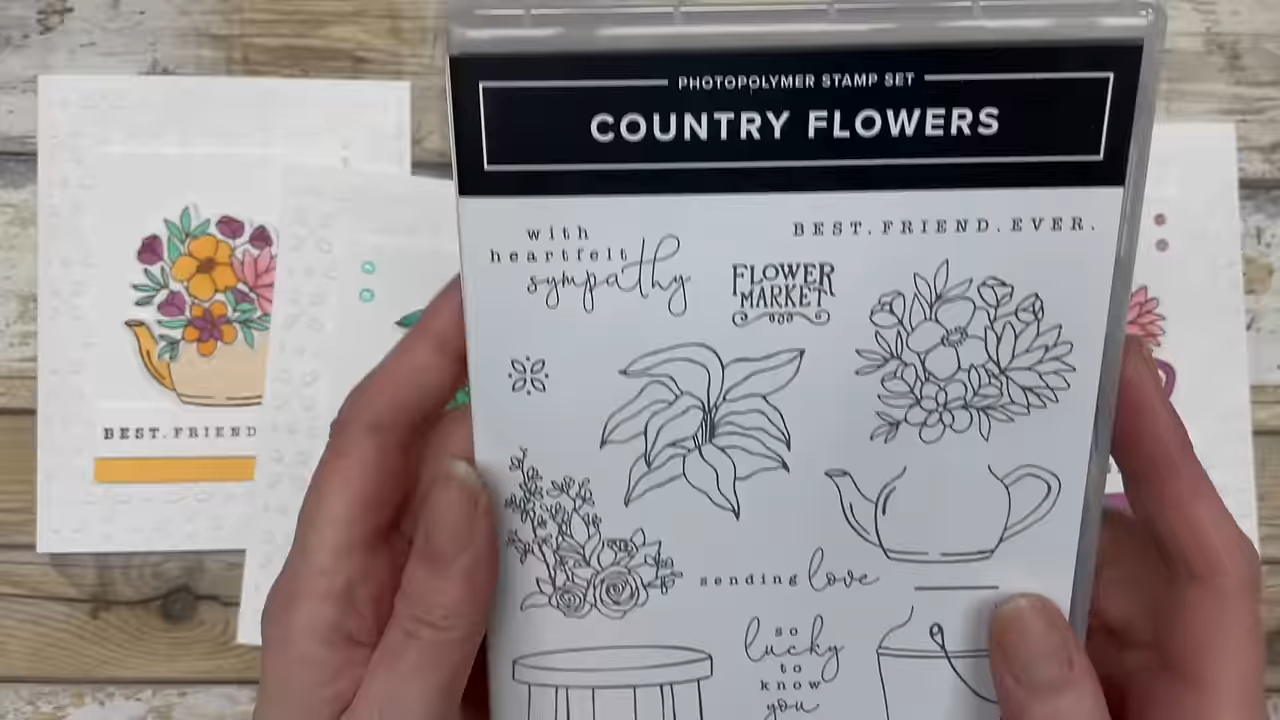 PHOTOPOLYMER STAMP SET
COUNTRY FLOWERS
with
heartfelt
sympathy
FLOWER
MARKET
BEST.FRIEND.EVER.
sending love
so
lucky
to
know
you
BEST.FRIEND